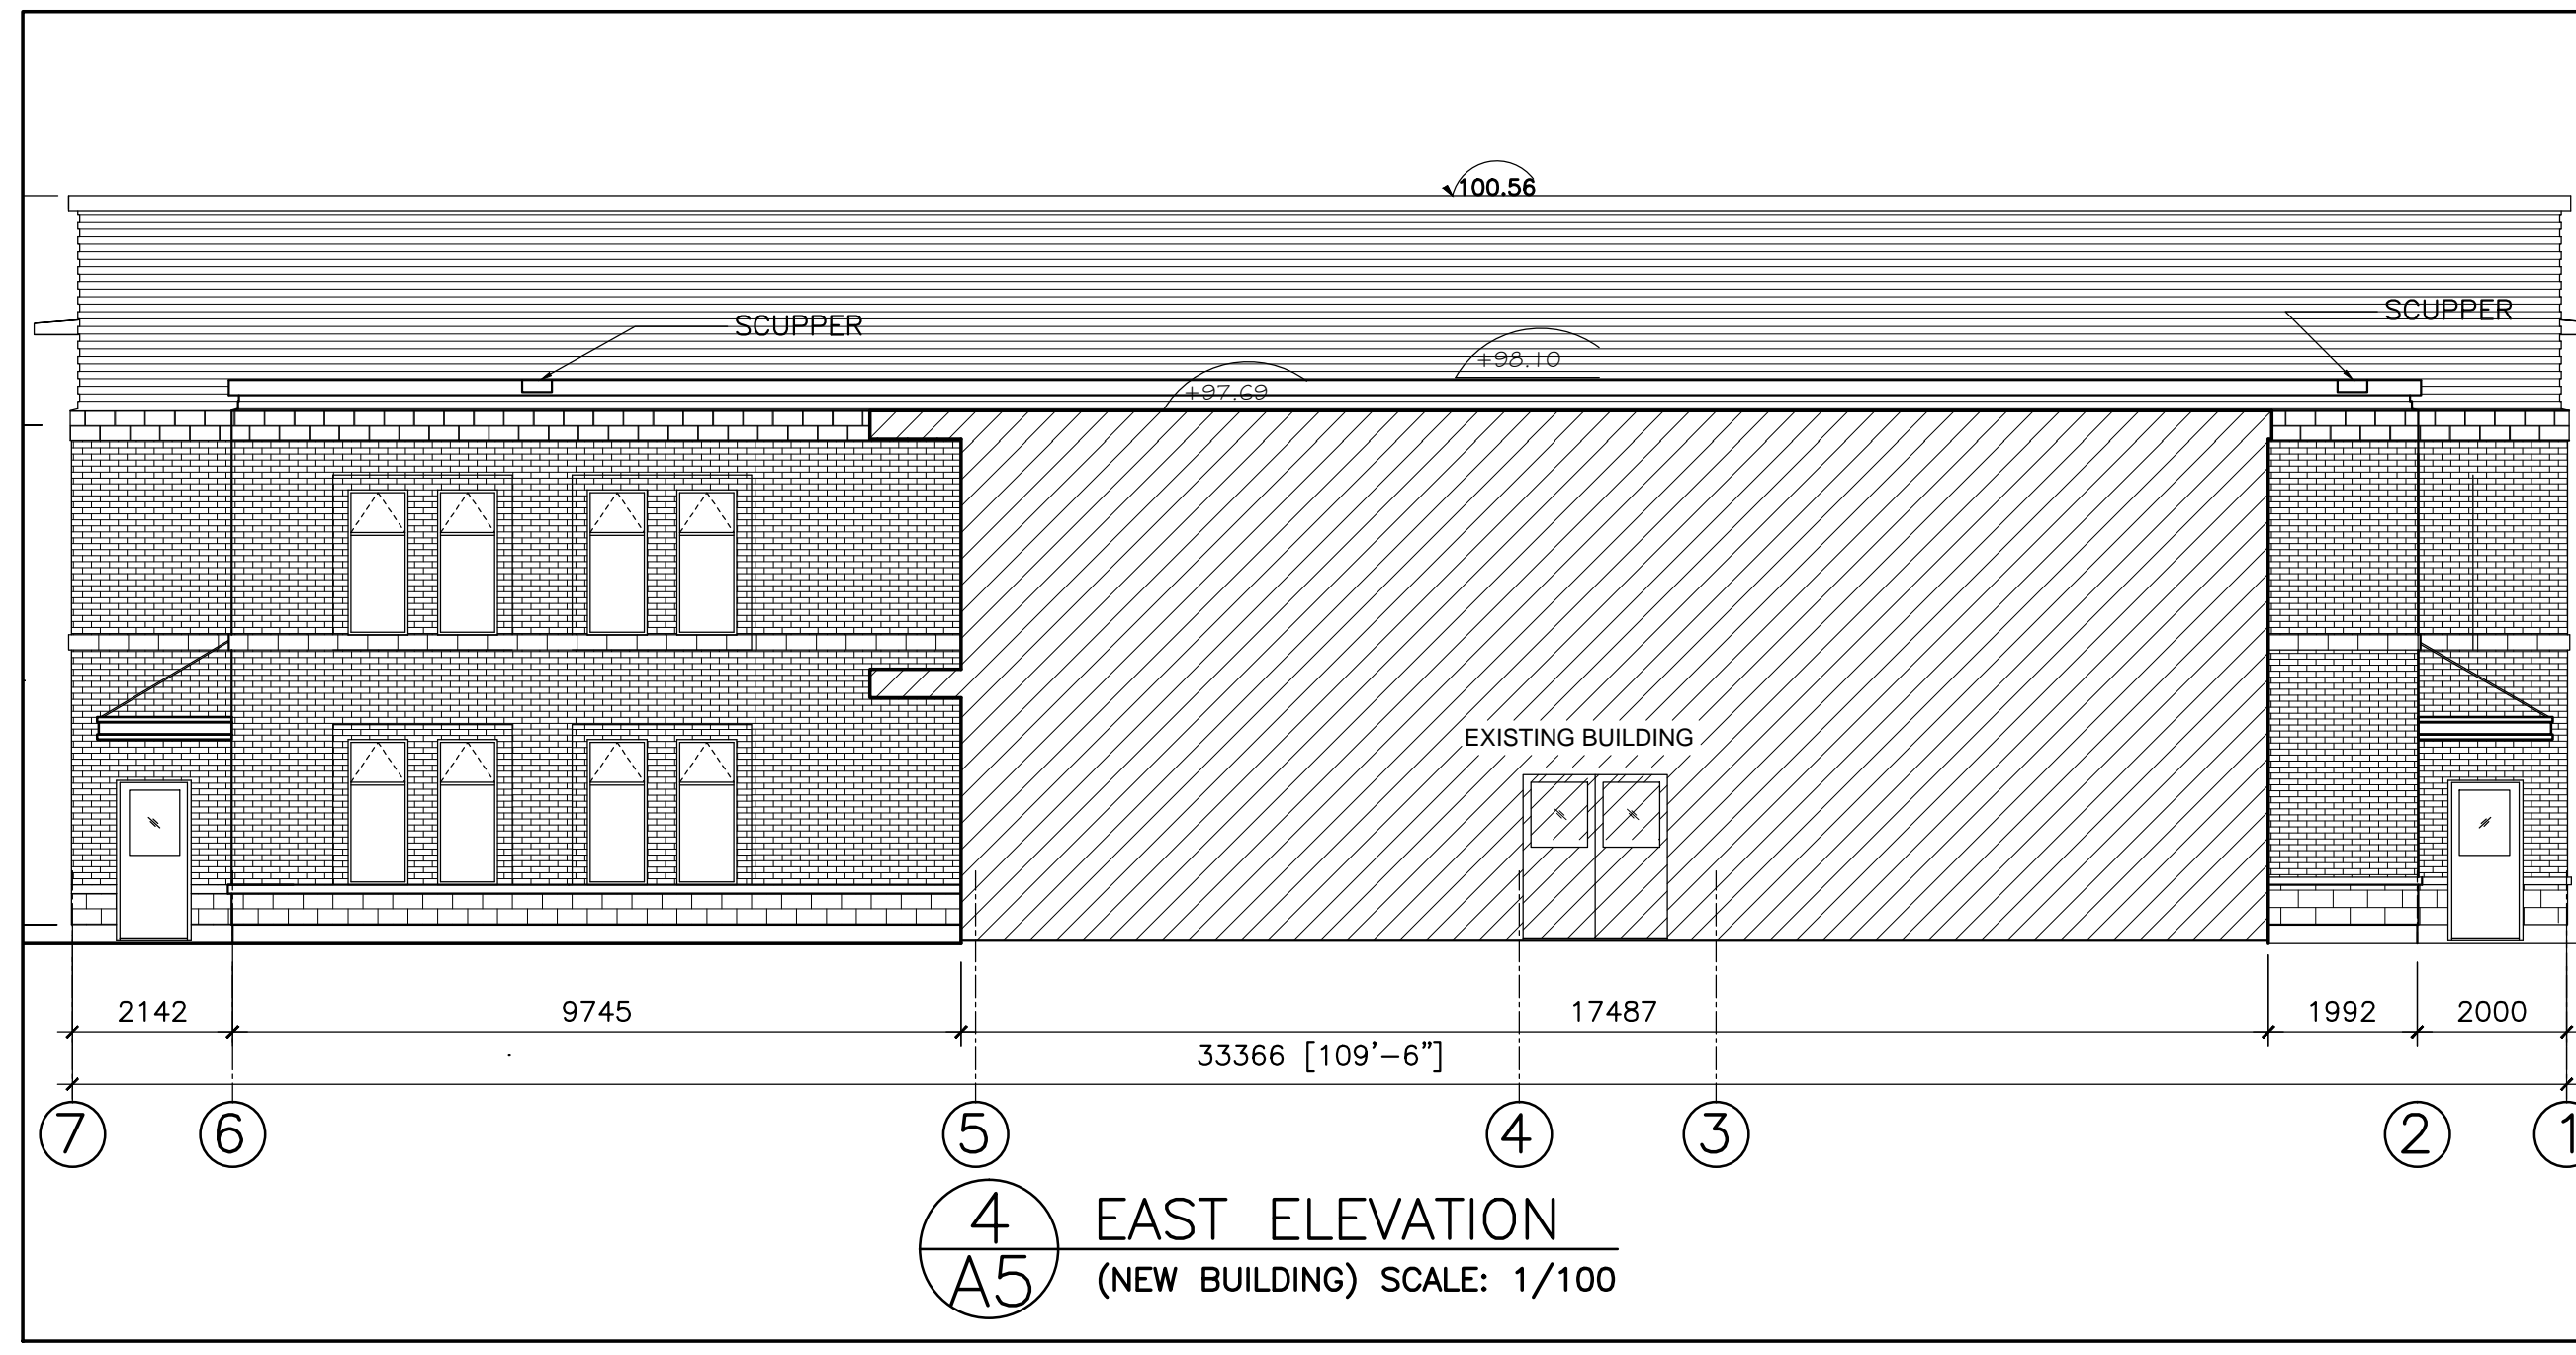 100.56
SCUPPER
SCUPPER
+98.10
+97.69
EXISTING BUILDING
2142 9745 17487 1992 2000
33366 [109'-6"]
7 6 5 4 3 2 1
4 EAST ELEVATION
A5 (NEW BUILDING) SCALE: 1/100